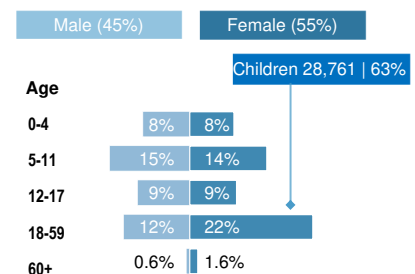 Male (45%) Female (55%)
Children 28,761 | 63%
Age
0-4 8% 8%
5-11 15% 14%
12-17 9% 9%
18-59 12% 22%
60+ 0.6% 1.6%